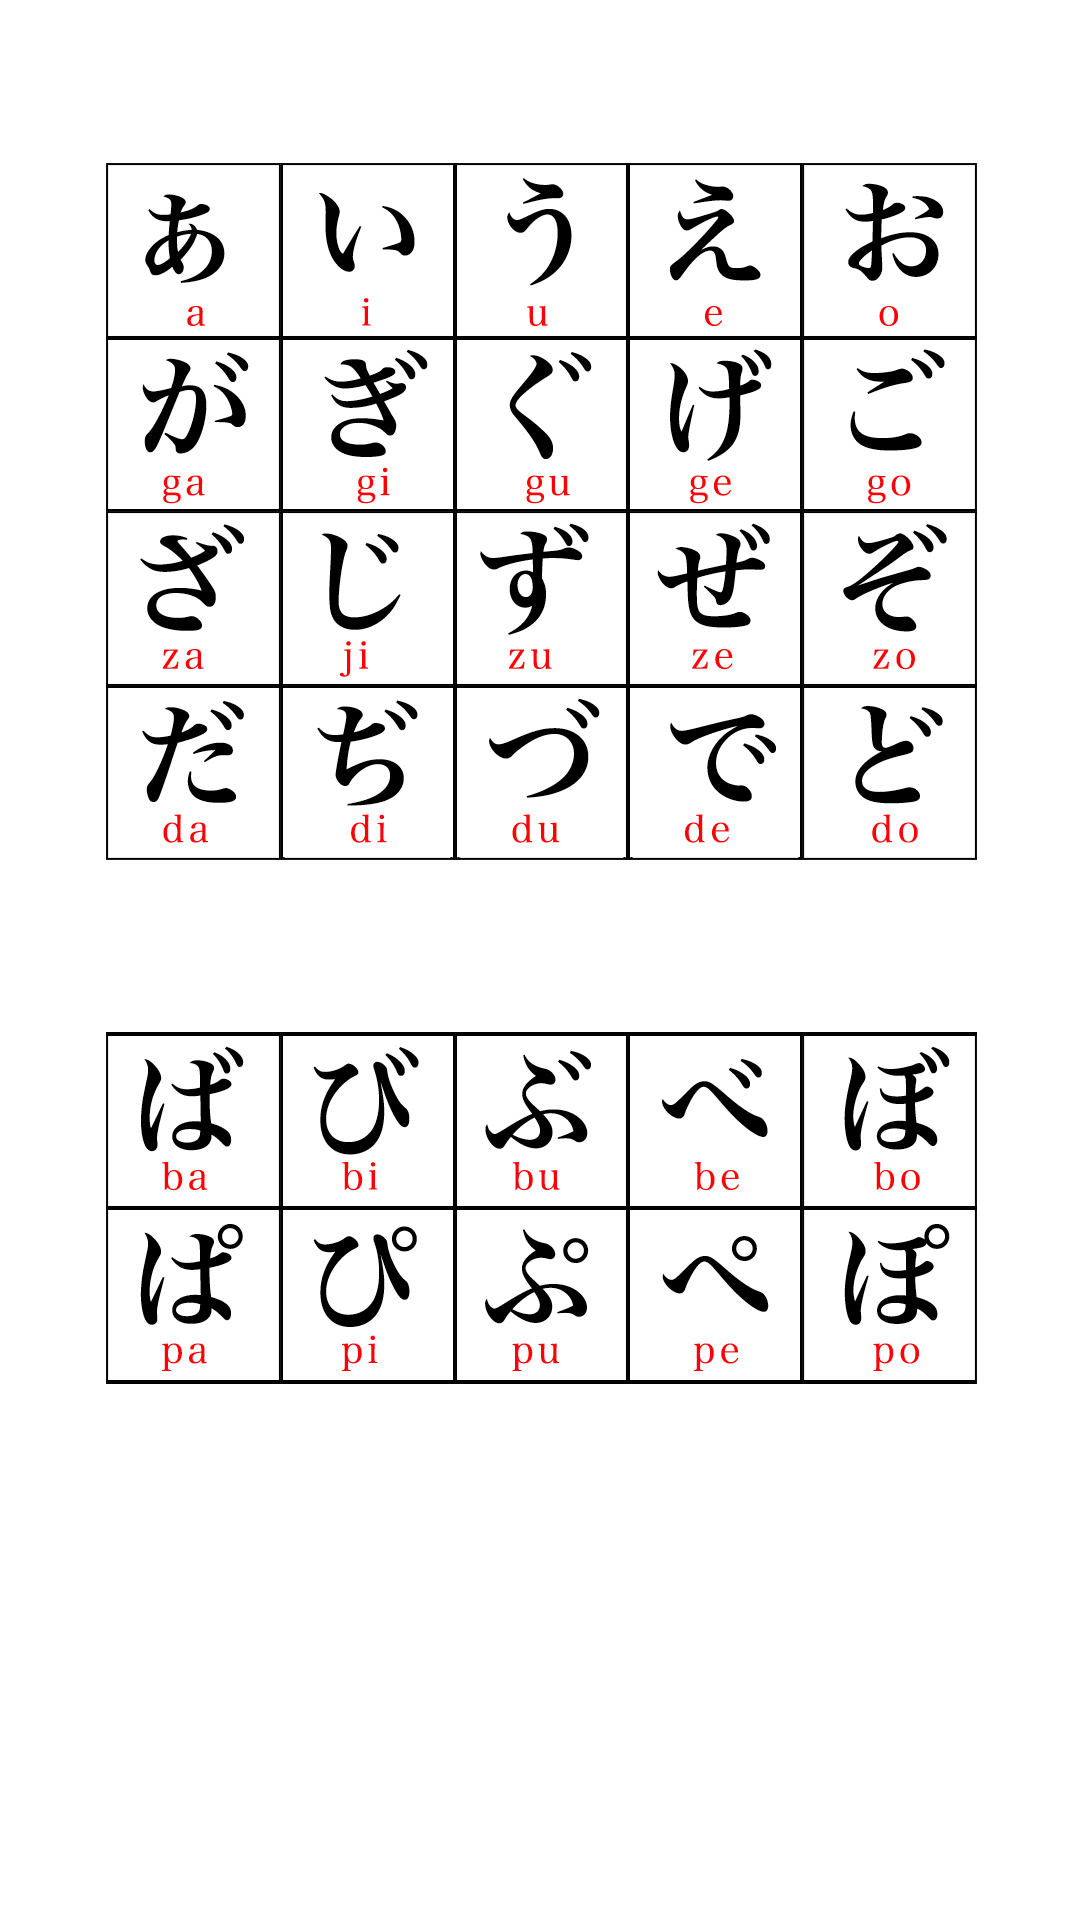 ぁ い う え お
a i u e o
が ぎ ぐ げ ご
ga gi gu ge go
ざ じ ず ぜ ぞ
za ji zu ze zo
だ ぢ づ で ど
da di du de do
ば び ぶ べ ぼ
ba bi bu be bo
ぱ ぴ ぷ ぺ ぽ
pa pi pu pe po